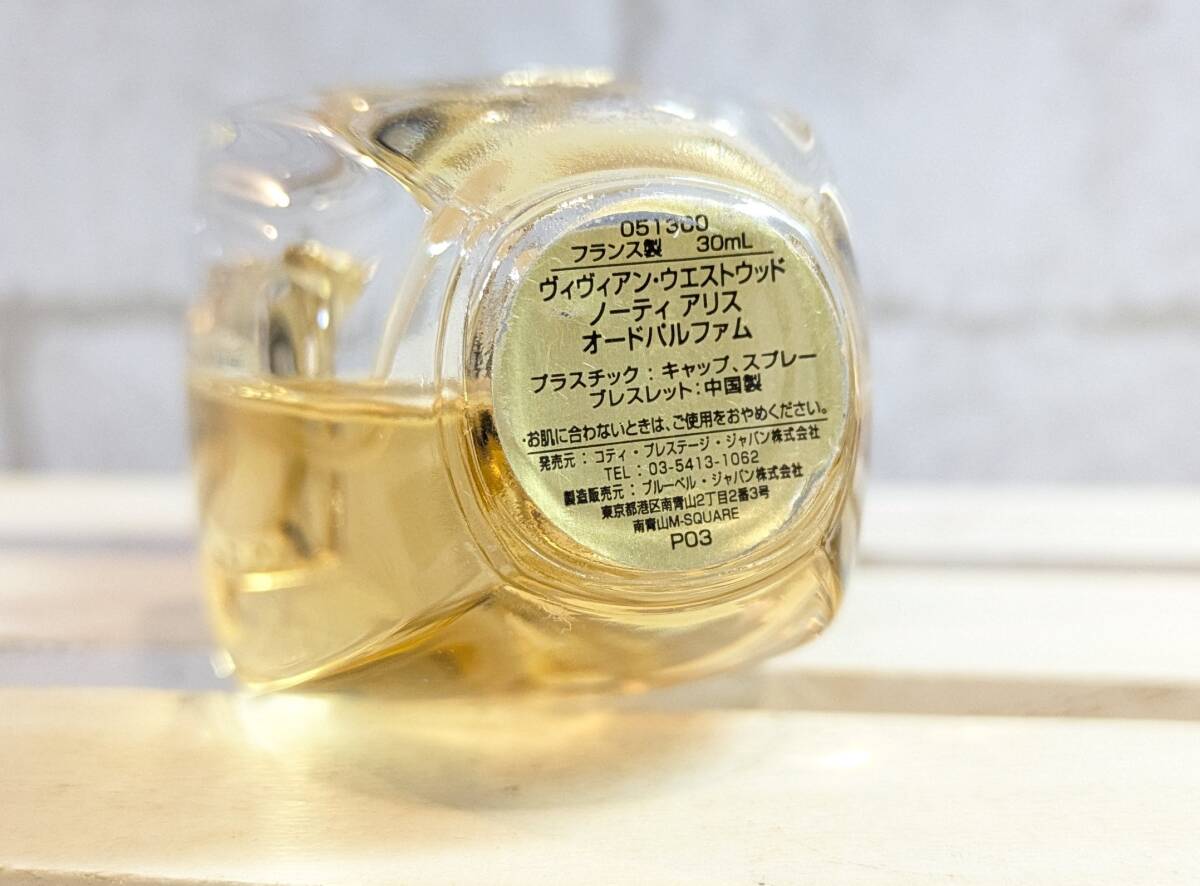 051300
フランス製 30mL
ヴィヴィアン・ウエストウッド
ノーティ アリス
オードパルファム
プラスチック：キャップ、スプレー
ブレスレット：中国製
・お肌に合わないときは、ご使用をおやめください。
発売元：コティ・プレステージ・ジャパン株式会社
TEL：03-5413-1062
製造販売元：ブルーベル・ジャパン株式会社
東京都港区南青山2丁目2番3号
南青山M-SQUARE
P03